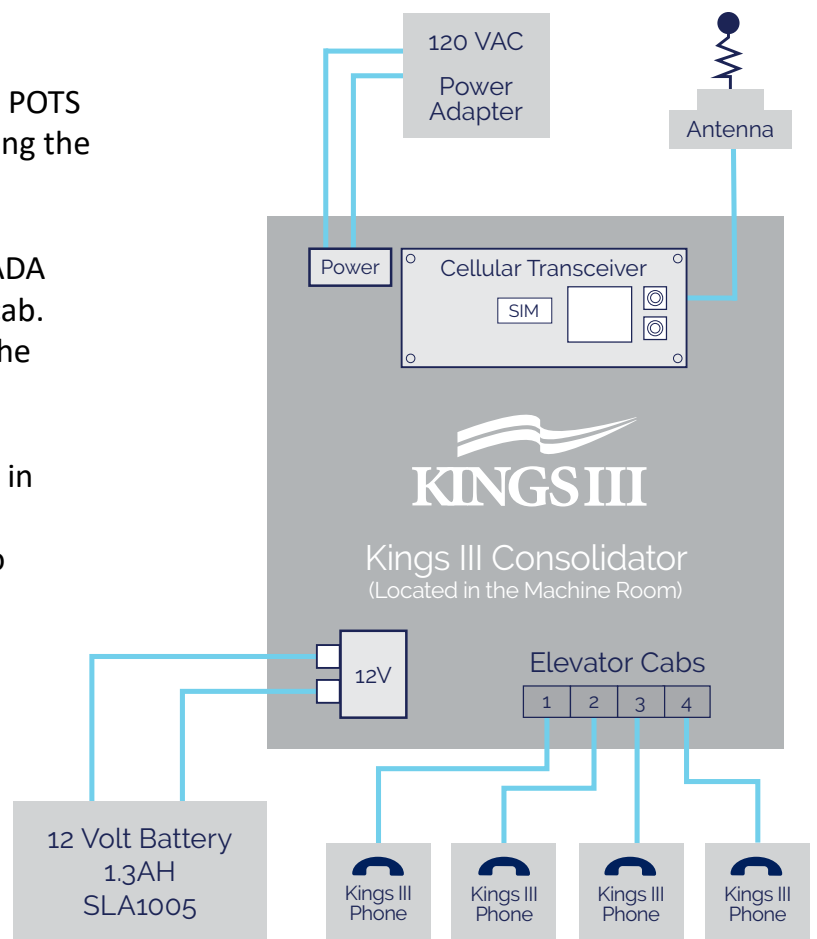 POTS
ing the
ADA
cab.
he
in
120 VAC
Power
Adapter
Antenna
Power
Cellular Transceiver
SIM
KINGS III
Kings III Consolidator
(Located in the Machine Room)
12V
Elevator Cabs
1 2 3 4
12 Volt Battery
1.3AH
SLA1005
Kings III
Phone
Kings III
Phone
Kings III
Phone
Kings III
Phone